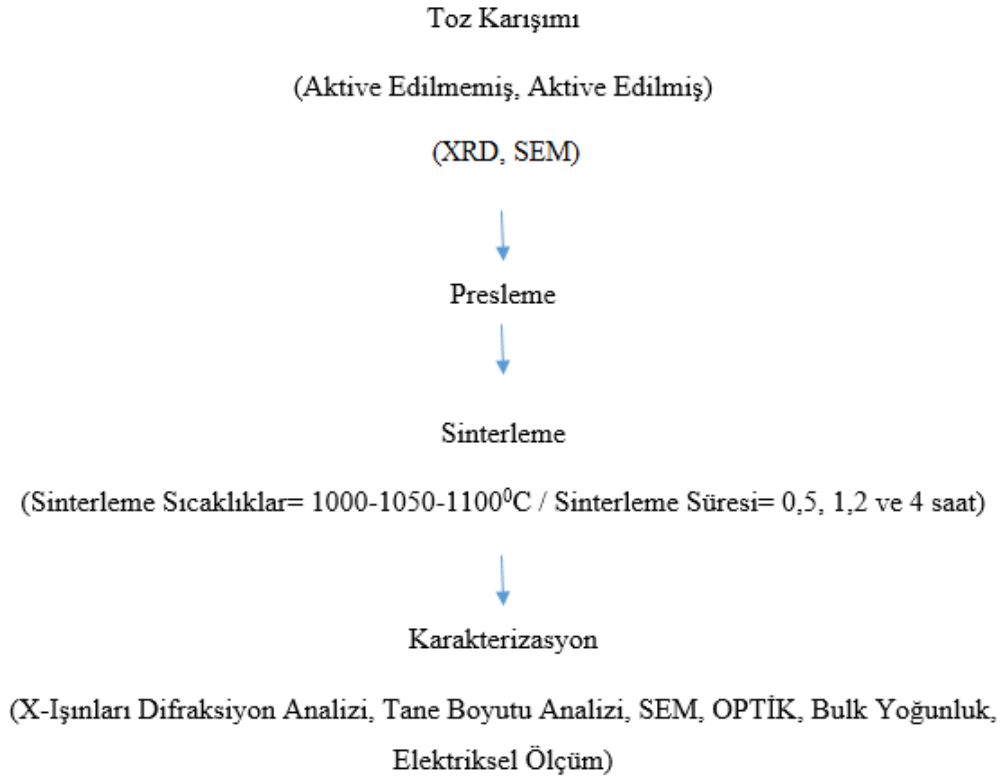 Toz Karışımı
(Aktive Edilmemiş, Aktive Edilmiş)
(XRD, SEM)
Presleme
Sinterleme
(Sinterleme Sıcaklıklar= 1000-1050-1100⁰C / Sinterleme Süresi= 0,5, 1,2 ve 4 saat)
Karakterizasyon
(X-Işınları Difraksiyon Analizi, Tane Boyutu Analizi, SEM, OPTİK, Bulk Yoğunluk,
Elektriksel Ölçüm)